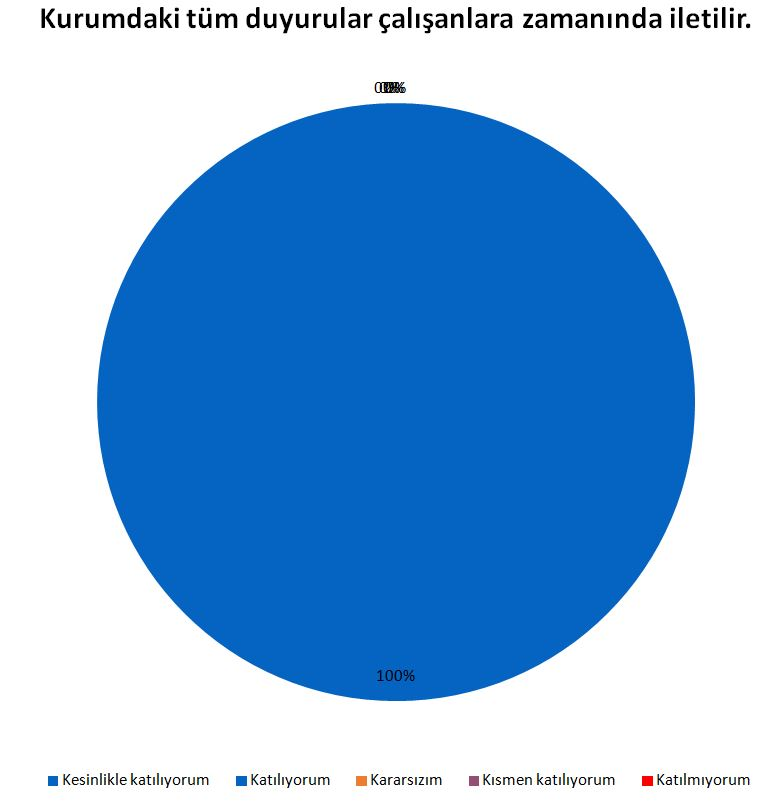 Kurumdaki tüm duyurular çalışanlara zamanında iletilir.
100%
Kesinlikle katılıyorum Katılıyorum Kararsızım Kısmen katılıyorum Katılmıyorum